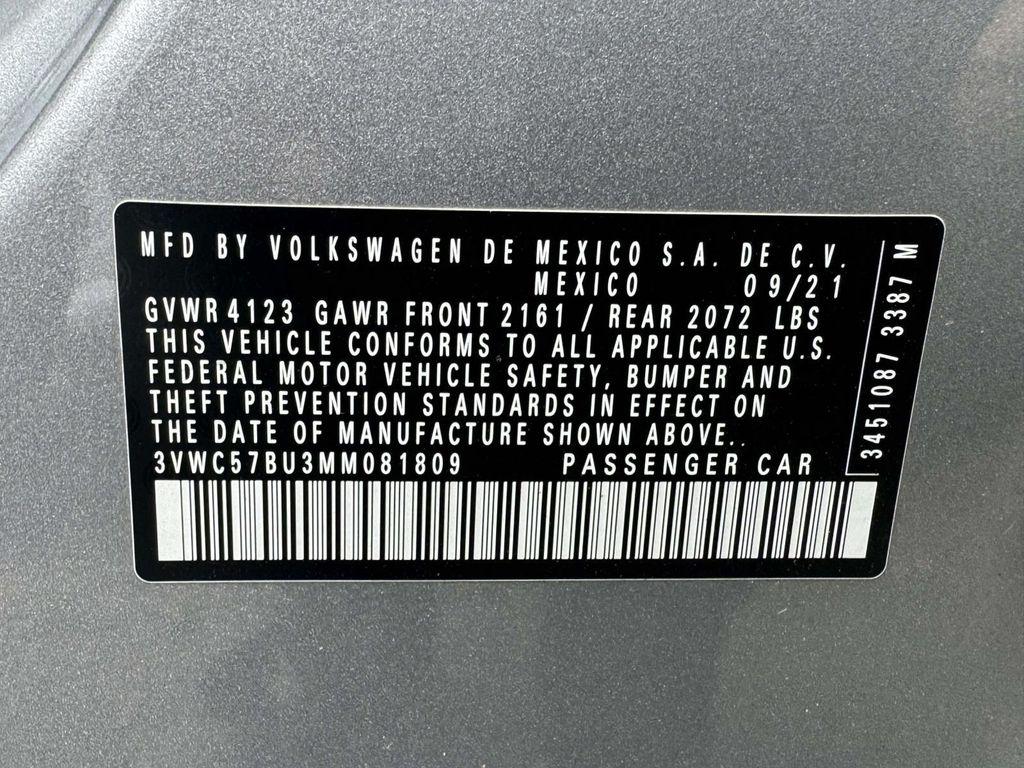 MFD BY VOLKSWAGEN DE MEXICO S.A. DE C.V.
MEXICO 09/21
GVWR 4123 GAWR FRONT 2161 / REAR 2072 LBS
THIS VEHICLE CONFORMS TO ALL APPLICABLE U.S.
FEDERAL MOTOR VEHICLE SAFETY, BUMPER AND
THEFT PREVENTION STANDARDS IN EFFECT ON
THE DATE OF MANUFACTURE SHOWN ABOVE..
3VWC57BU3MM081809 PASSENGER CAR
3451087 3387 M